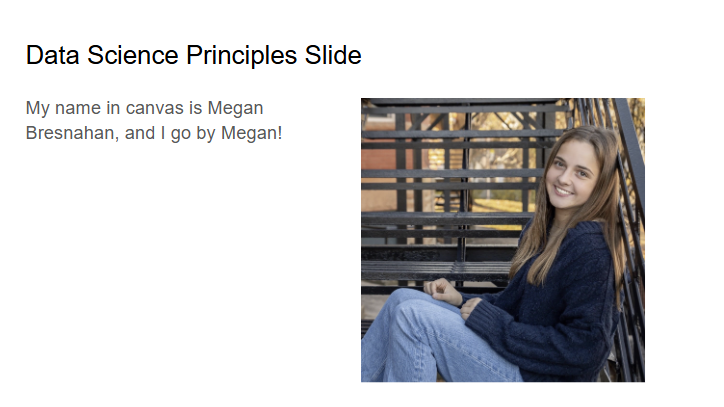 Data Science Principles Slide
My name in canvas is Megan
Bresnahan, and I go by Megan!